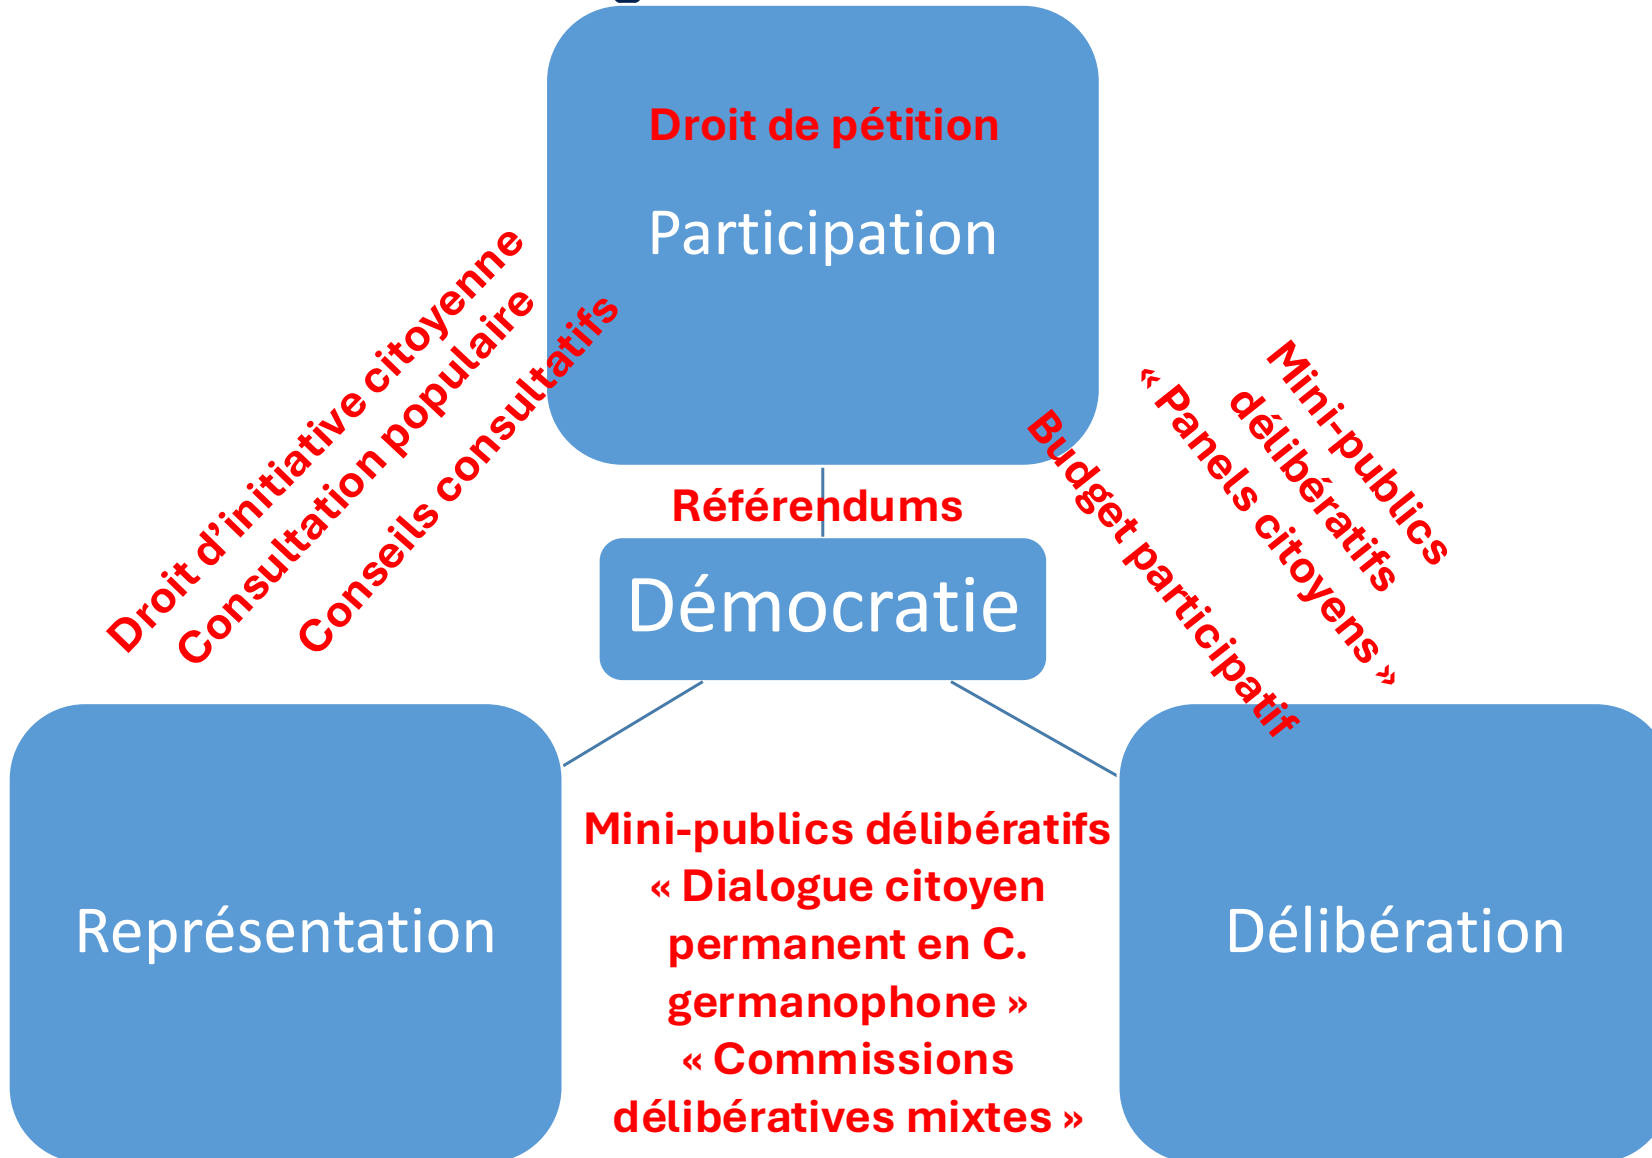 Droit de pétition
Participation
Droit d’initiative citoyenne
Consultation populaire
Conseils consultatifs
Mini-publics
délibératifs
« Panels citoyens »
Budget participatif
Référendums
Démocratie
Représentation
Mini-publics délibératifs
« Dialogue citoyen
permanent en C.
germanophone »
« Commissions
délibératives mixtes »
Délibération